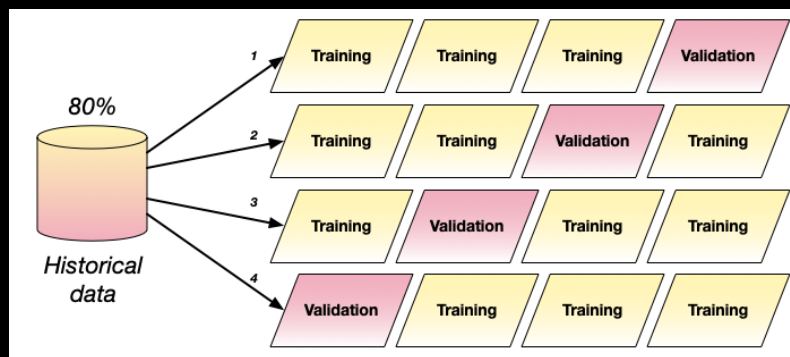 80%
Historical
data
1
Training Training Training Validation
2
Training Training Validation Training
3
Training Validation Training Training
4
Validation Training Training Training